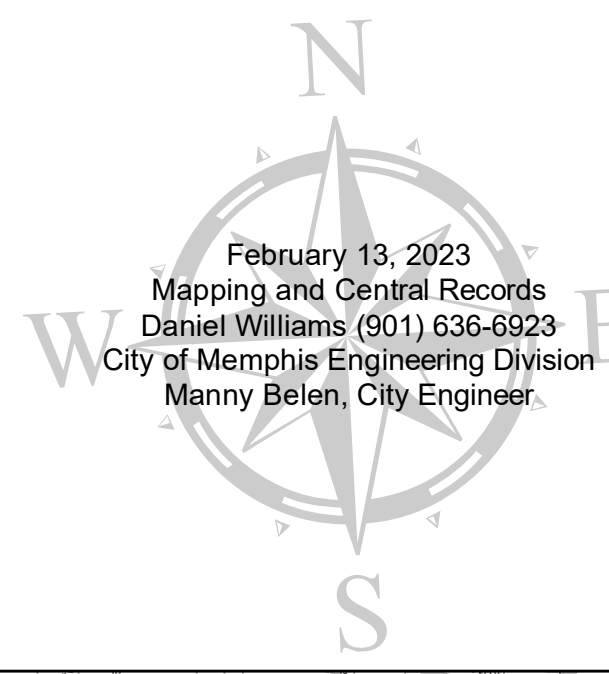 N
February 13, 2023
Mapping and Central Records
Daniel Williams (901) 636-6923
W E
City of Memphis Engineering Division
Manny Belen, City Engineer
S